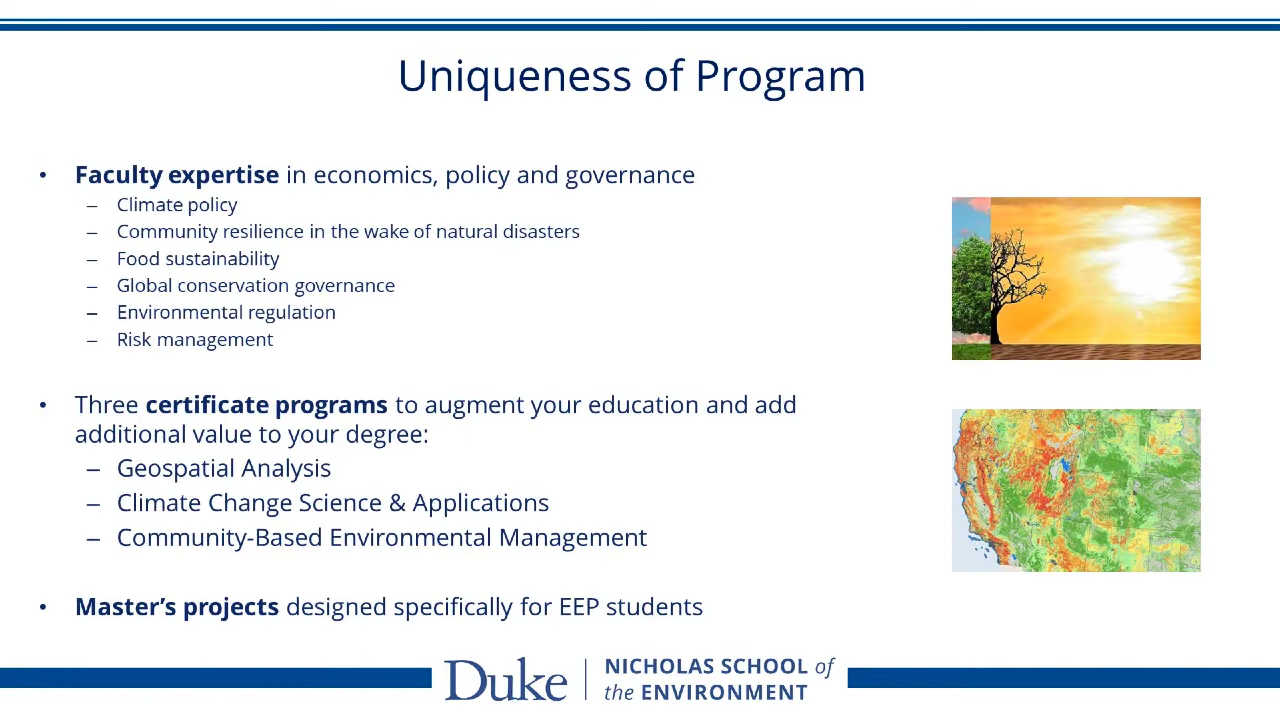 Uniqueness of Program
• Faculty expertise in economics, policy and governance
– Climate policy
– Community resilience in the wake of natural disasters
– Food sustainability
– Global conservation governance
– Environmental regulation
– Risk management
• Three certificate programs to augment your education and add
additional value to your degree:
– Geospatial Analysis
– Climate Change Science & Applications
– Community-Based Environmental Management
• Master’s projects designed specifically for EEP students
Duke
NICHOLAS SCHOOL of
the ENVIRONMENT